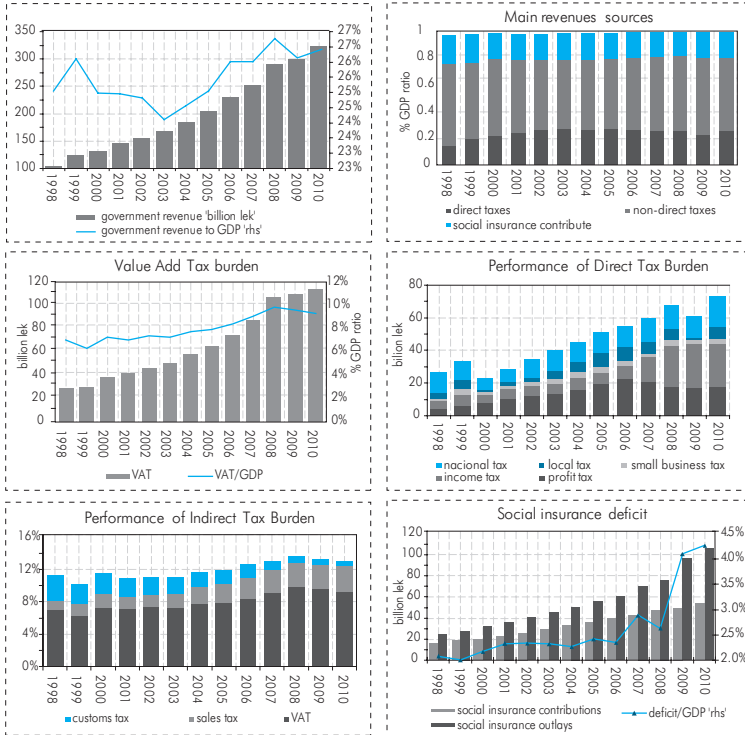 350
300
250
200
150
100
27%
27%
26%
26%
25%
25%
24%
24%
23%
23%
1998 1999 2000 2001 2002 2003 2004 2005 2006 2007 2008 2009 2010
government revenue 'billion lek'
government revenue to GDP 'rhs'
Main revenues sources
% GDP ratio
1
0.8
0.6
0.4
0.2
0
1998 1999 2000 2001 2002 2003 2004 2005 2006 2007 2008 2009 2010
direct taxes non-direct taxes
social insurance contribute
Value Add Tax burden
billion lek
120
100
80
60
40
20
0
12%
10%
8%
6%
4%
2%
0%
% GDP ratio
1998 1999 2000 2001 2002 2003 2004 2005 2006 2007 2008 2009 2010
VAT VAT/GDP
Performance of Direct Tax Burden
billion lek
80
60
40
20
0
1998 1999 2000 2001 2002 2003 2004 2005 2006 2007 2008 2009 2010
nacional tax local tax small business tax
income tax profit tax
Performance of Indirect Tax Burden
16%
12%
8%
4%
0%
1998 1999 2000 2001 2002 2003 2004 2005 2006 2007 2008 2009 2010
customs tax sales tax VAT
Social insurance deficit
billion lek
120
100
80
60
40
20
0
4.5%
4.0%
3.0%
2.5%
2.0%
1998 1999 2000 2001 2002 2003 2004 2005 2006 2007 2008 2009 2010
social insurance contributions deficit/GDP 'rhs'
social insurance outlays